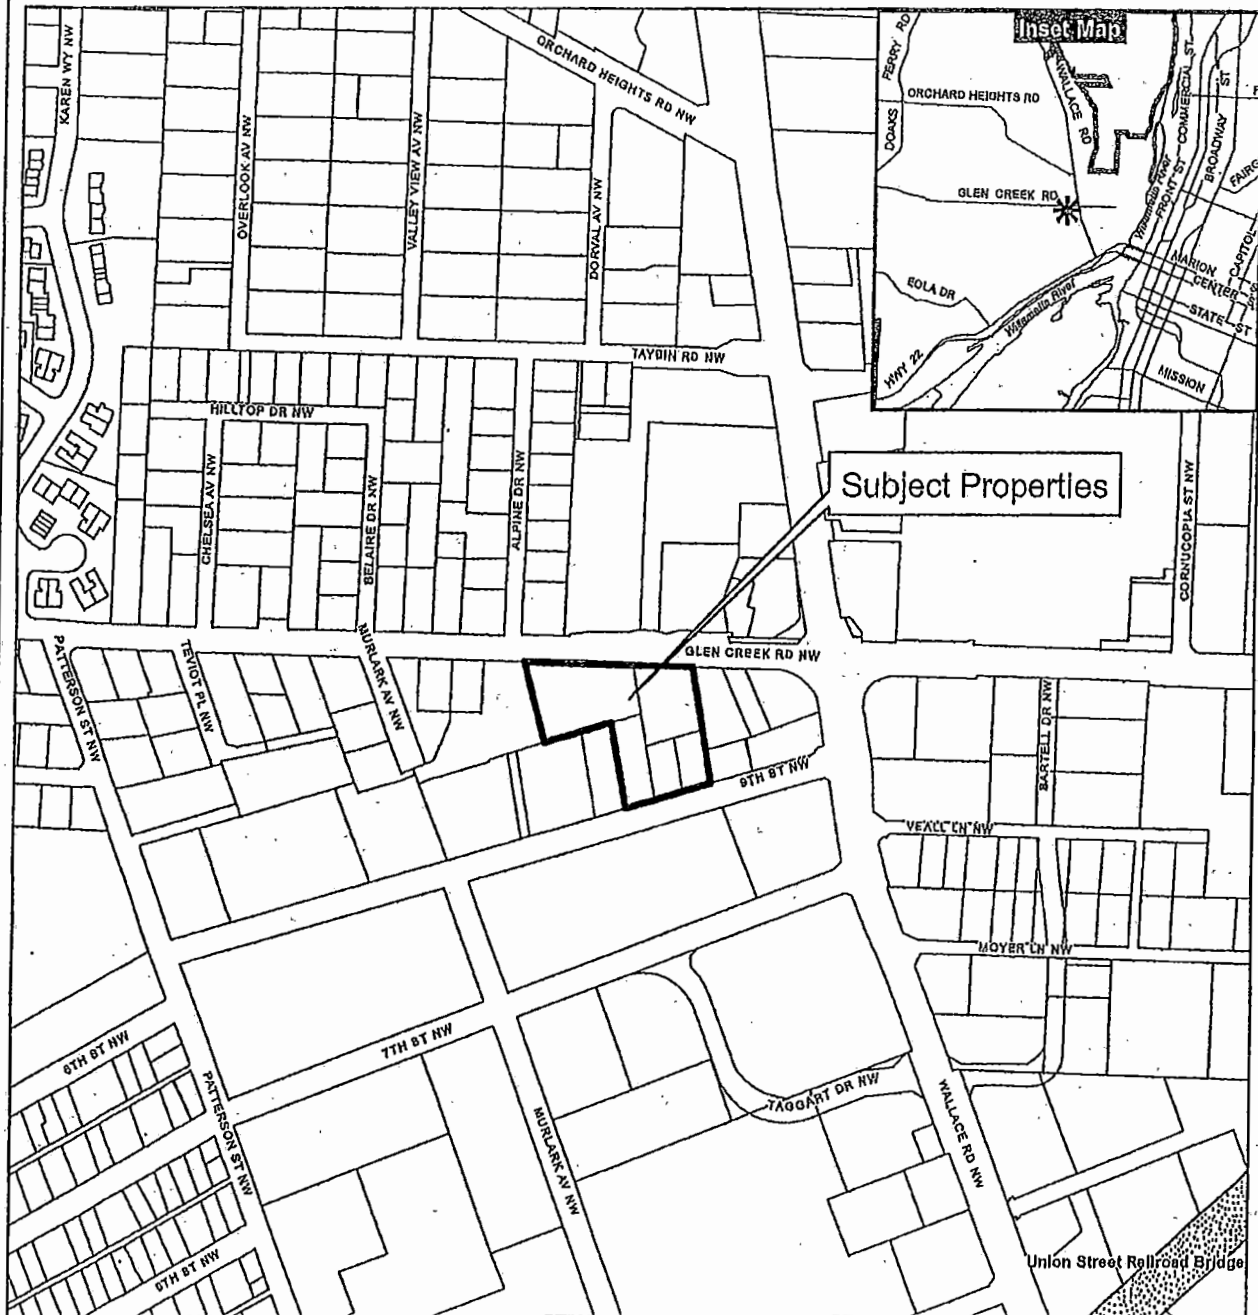 KAREN WY NW
OVERLOOK AV NW
VALLEY VIEW AV NW
ORCHARD HEIGHTS RD NW
DORVAL AV NW
TAYBIN RD NW
HILLTOP DR NW
CHELSEA AV NW
BELAIRE DR NW
ALPINE DR NW
Inset Map
FERRY RD
DOAKS
ORCHARD HEIGHTS RD
WALLACE RD
GLEN CREEK RD
Willamette River
FRONT ST
COMMERCIAL ST
BROADWAY ST
FAIRG
CAPITOL
MARION
CENTER
STATE ST
MISSION
EOLA DR
Willamette River
HWY 22
Subject Properties
CORNUCOPIA ST NW
GLEN CREEK RD NW
PATTERSON ST NW
TEVIOT PL NW
MURLARK AV NW
9TH ST NW
BARTELL DR NW
VEALL LN NW
MOYER LN NW
7TH ST NW
PATTERSON ST NW
MURLARK AV NW
TAGGART DR NW
WALLACE RD NW
Union Street Railroad Bridge